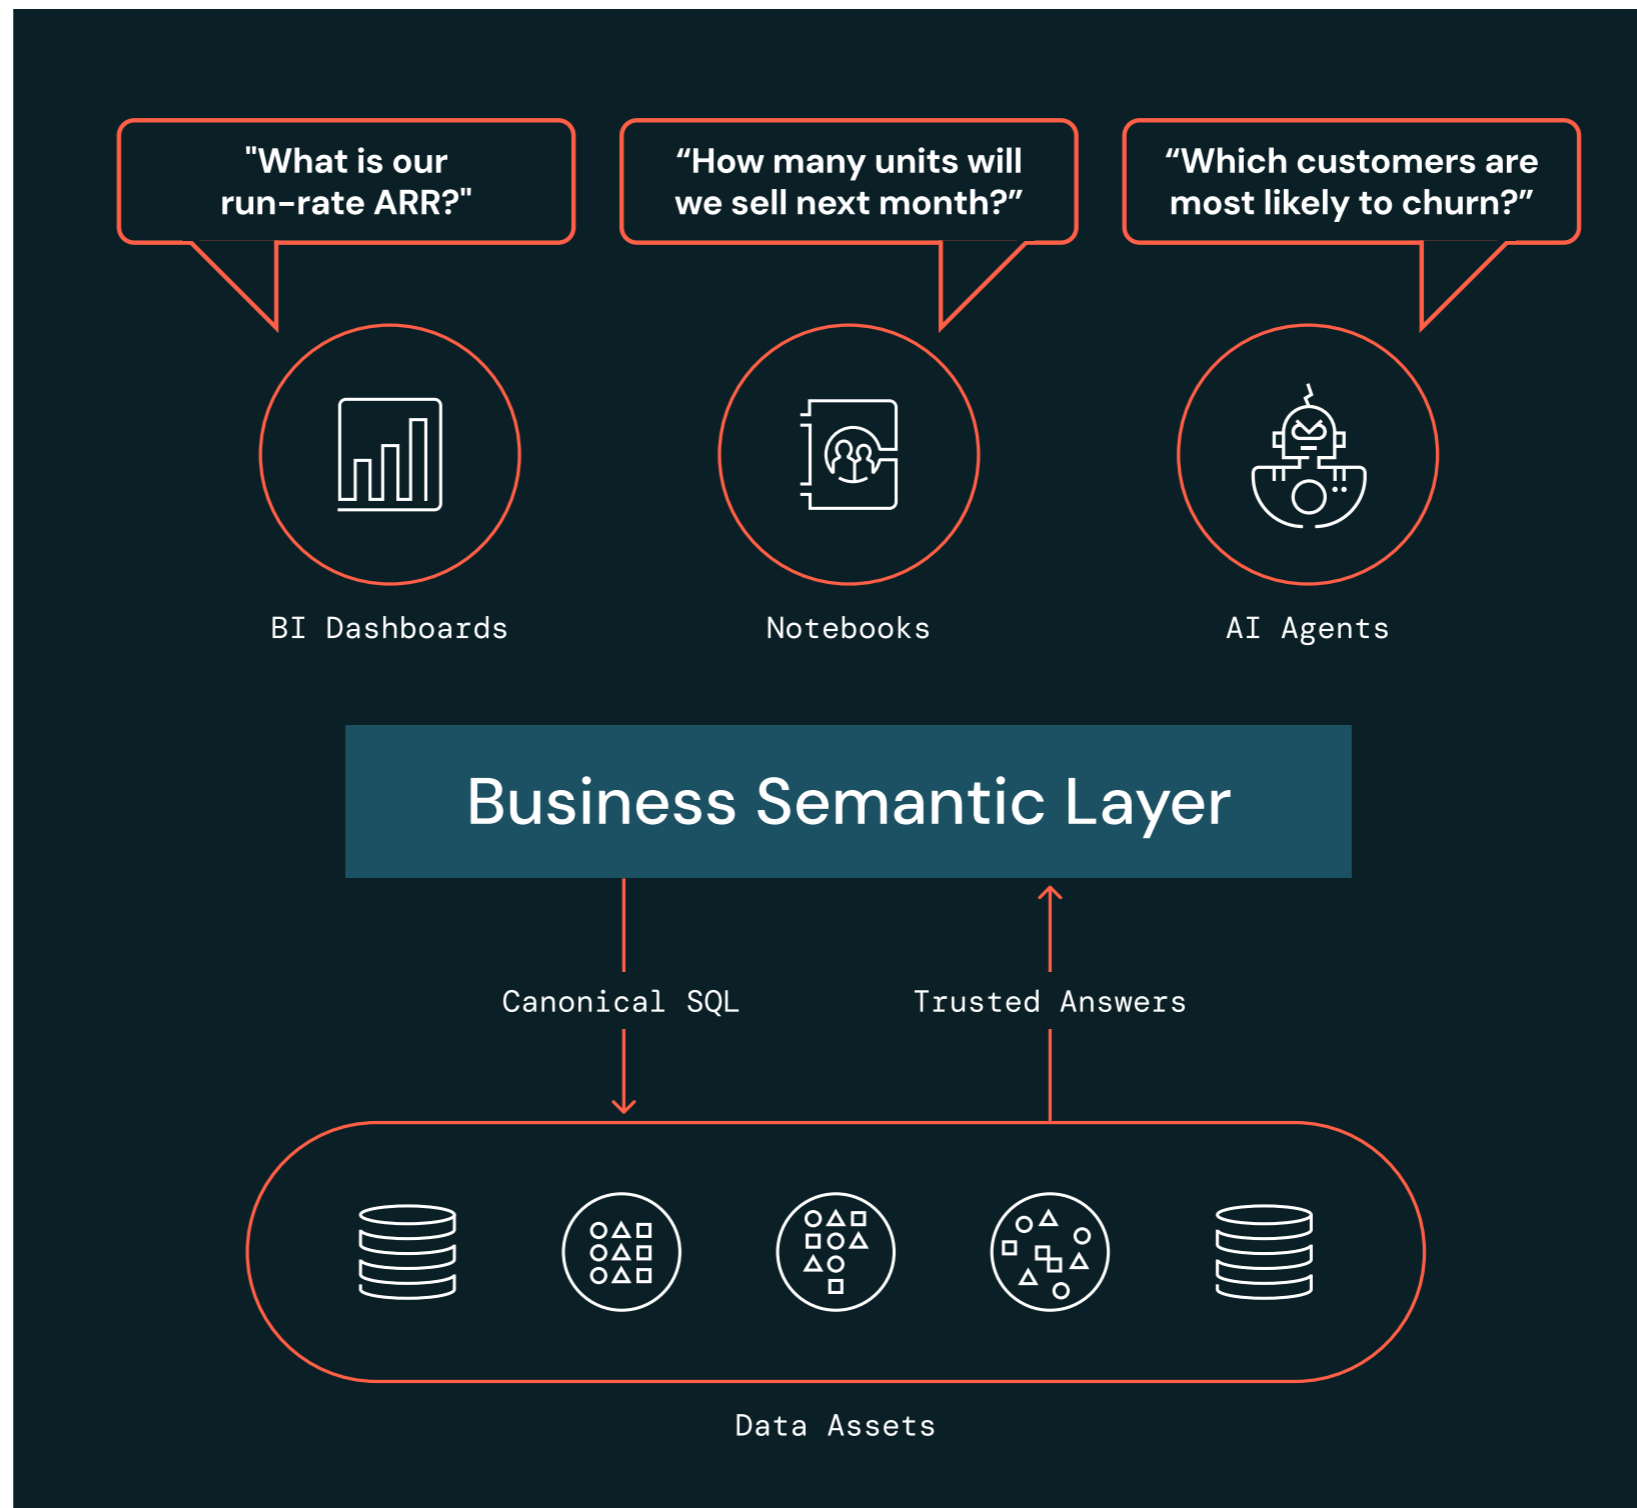 "What is our
run-rate ARR?"
“How many units will
we sell next month?”
“Which customers are
most likely to churn?”
BI Dashboards
Notebooks
AI Agents
Business Semantic Layer
Canonical SQL
Trusted Answers
Data Assets